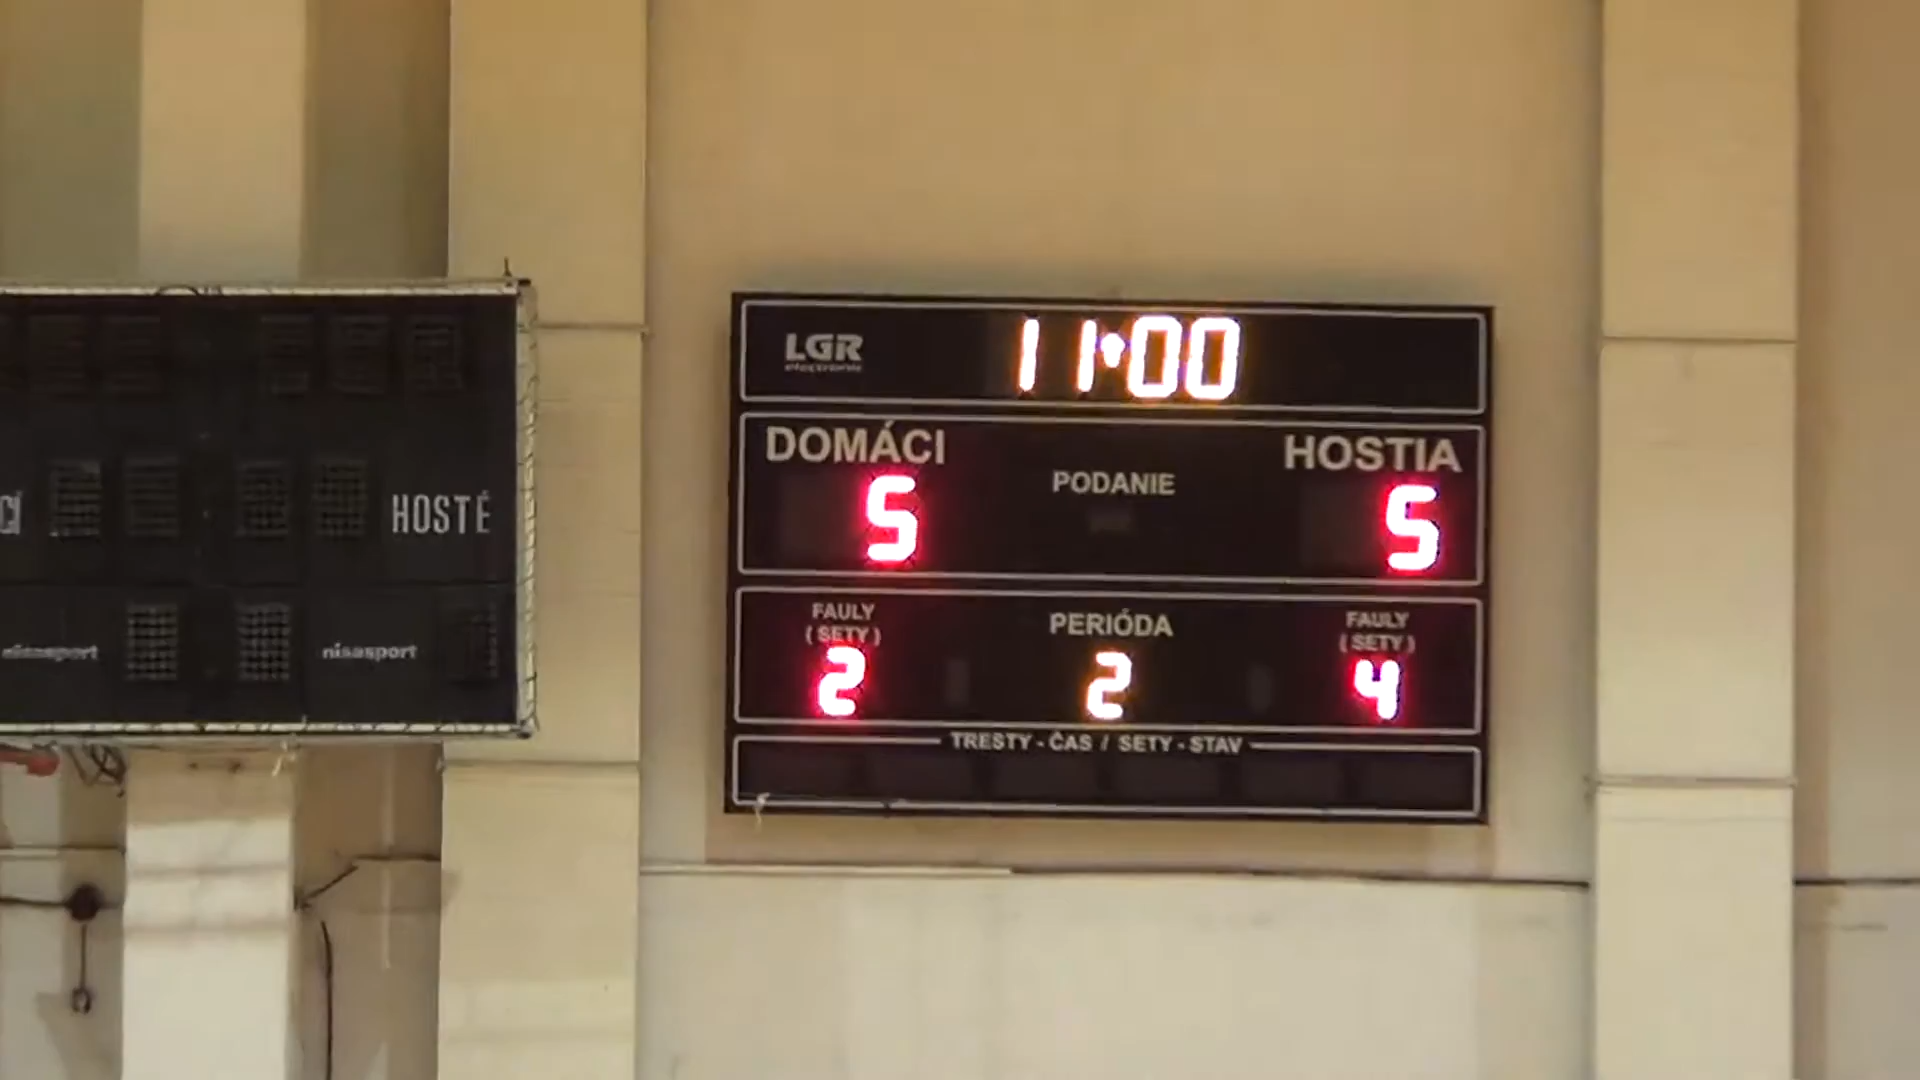 LGR
electronic
11:00
DOMÁCI
HOSTIA
PODANIE
5
5
FAULY
( SETY )
PERIÓDA
FAULY
( SETY )
2
2
4
TRESTY - ČAS / SETY - STAV
HOSTÉ
nisasport
nisasport